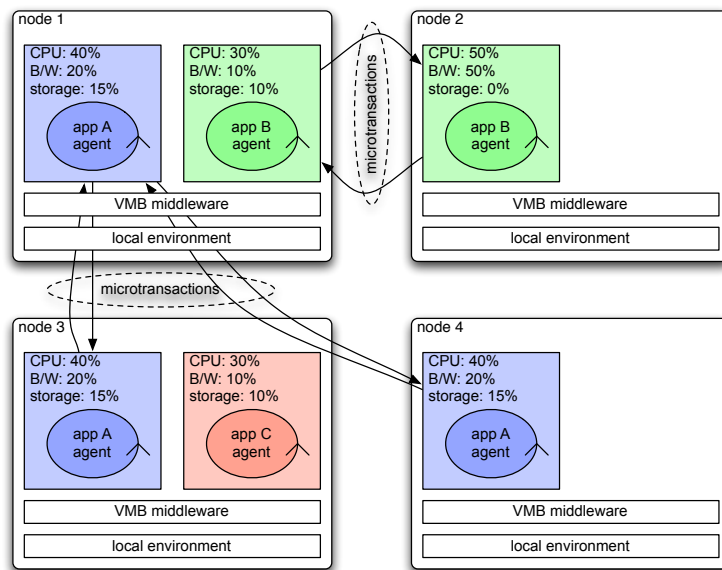 node 1
CPU: 40%
B/W: 20%
storage: 15%
app A
agent
CPU: 30%
B/W: 10%
storage: 10%
app B
agent
VMB middleware
local environment
microtransactions
node 2
CPU: 50%
B/W: 50%
storage: 0%
app B
agent
VMB middleware
local environment
microtransactions
node 3
CPU: 40%
B/W: 20%
storage: 15%
app A
agent
CPU: 30%
B/W: 10%
storage: 10%
app C
agent
VMB middleware
local environment
node 4
CPU: 40%
B/W: 20%
storage: 15%
app A
agent
VMB middleware
local environment